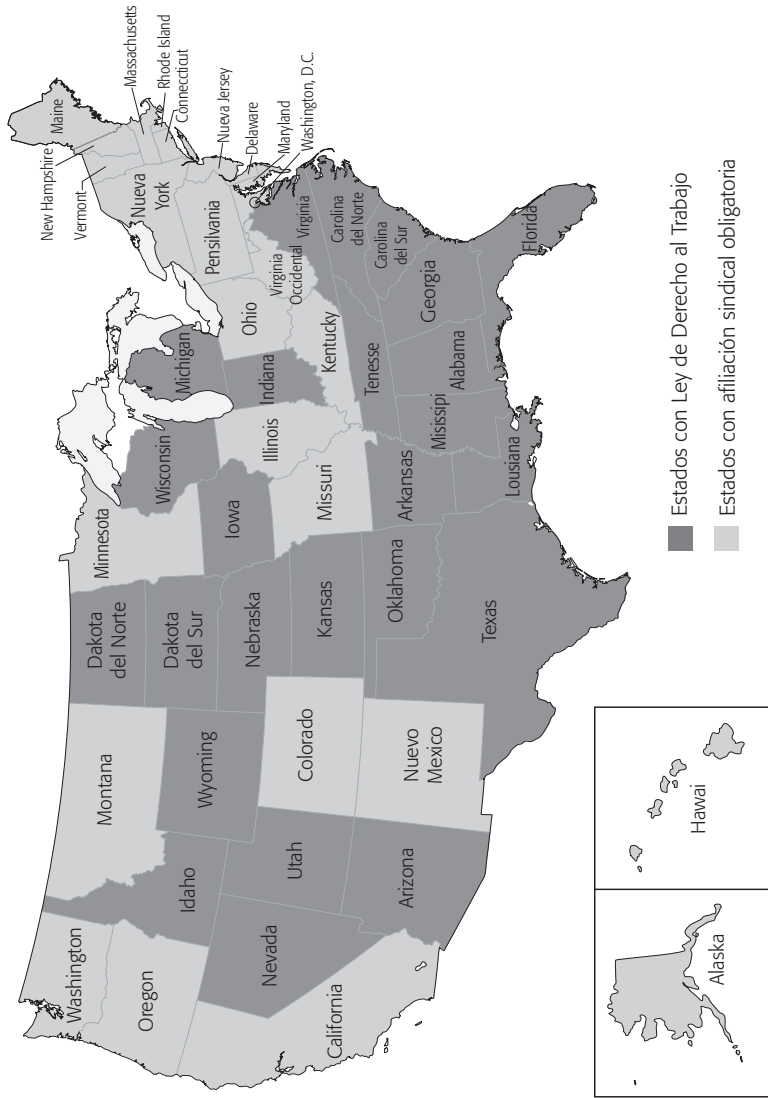 Washington
Oregon
California
Nevada
Idaho
Montana
Wyoming
Utah
Arizona
Colorado
Nuevo
Mexico
Dakota
del Norte
Dakota
del Sur
Nebraska
Kansas
Oklahoma
Texas
Minnesota
Iowa
Missuri
Arkansas
Lousiana
Wisconsin
Illinois
Michigan
Indiana
Ohio
Kentucky
Tenesse
Misisipi
Alabama
Georgia
Florida
Carolina
del Sur
Carolina
del Norte
Virginia
Virginia
Occidental
Pensilvania
Nueva
York
Vermont
New Hampshire
Maine
Massachusetts
Rhode Island
Conneccticut
Nueva Jersey
Delaware
Maryland
Washington, D.C.
Alaska
Hawai
Estados con Ley de Derecho al Trabajo
Estados con afiliación sindical obligatoria